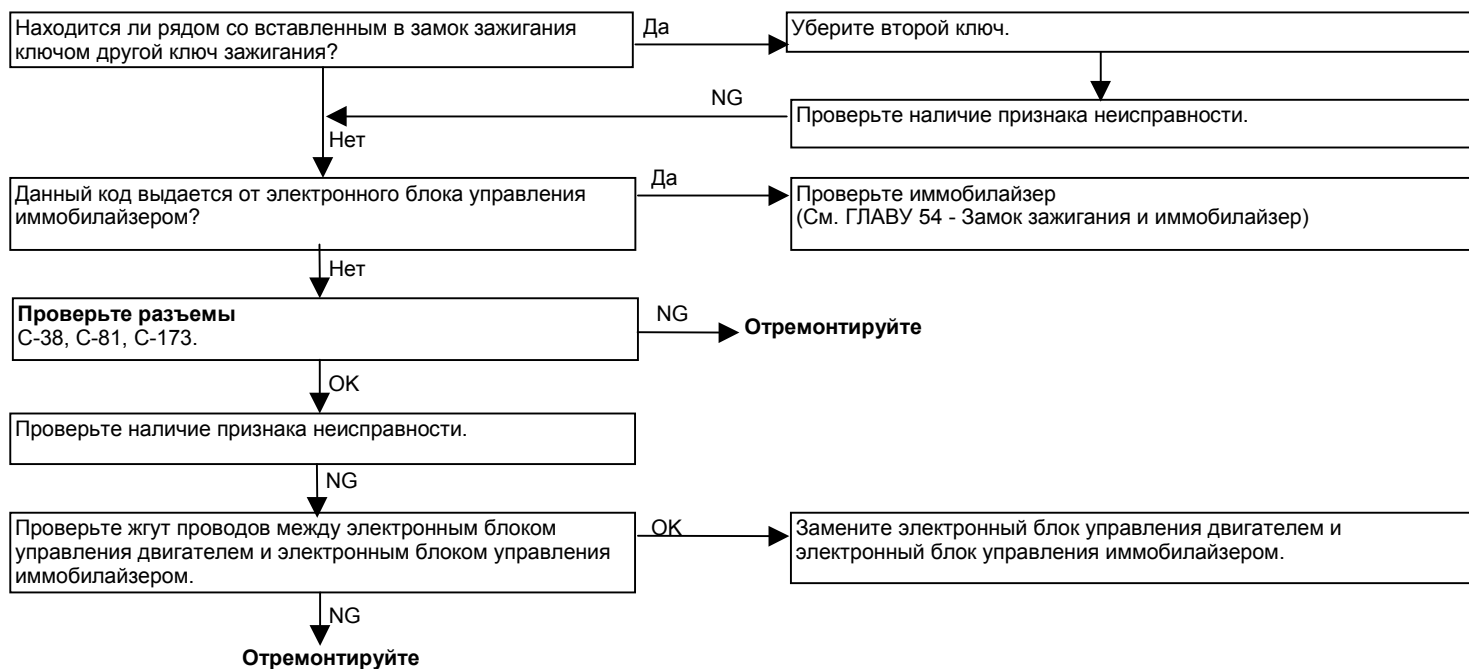 Находится ли рядом со вставленным в замок зажигания
ключом другой ключ зажигания?
Да
Уберите второй ключ.
NG
Проверьте наличие признака неисправности.
Нет
Данный код выдается от электронного блока управления
иммобилайзером?
Да
Проверьте иммобилайзер
(См. ГЛАВУ 54 - Замок зажигания и иммобилайзер)
Нет
Проверьте разъемы
C-38, C-81, C-173.
NG
Отремонтируйте
OK
Проверьте наличие признака неисправности.
NG
Проверьте жгут проводов между электронным блоком
управления двигателем и электронным блоком управления
иммобилайзером.
OK
Замените электронный блок управления двигателем и
электронный блок управления иммобилайзером.
NG
Отремонтируйте